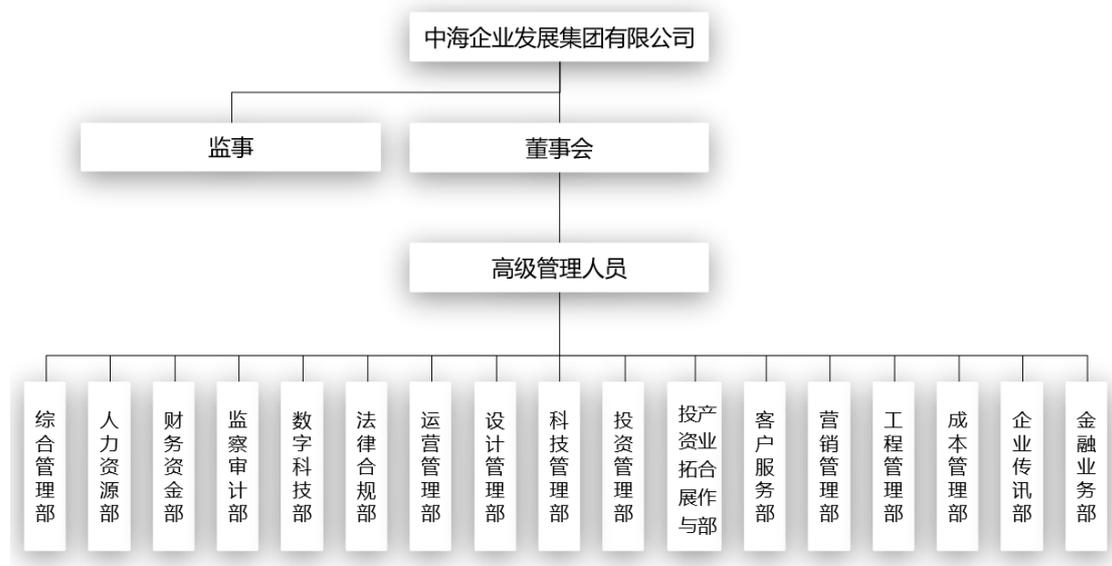 中海企业发展集团有限公司
监事
董事会
高级管理人员
综合管理部
人力资源部
财务资金部
监察审计部
数字科技部
法律合规部
运营管理部
设计管理部
科技管理部
投资管理部
投资拓展与
产业合作部
客户服务部
营销管理部
工程管理部
成本管理部
企业传讯部
金融业务部